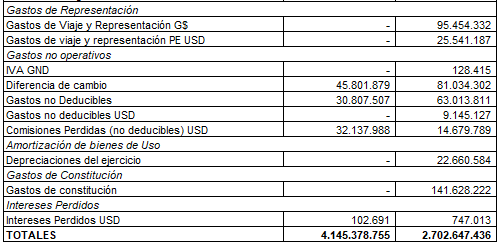 Gastos de Representación
Gastos de Viaje y Representación G$ - 95.454.332
Gastos de viaje y representación PE USD - 25.541.187
Gastos no operativos
IVA GND - 128.415
Diferencia de cambio 45.801.879 81.034.302
Gastos no Deducibles 30.807.507 63.013.811
Gastos no deducibles USD - 9.145.127
Comisiones Perdidas (no deducibles) USD 32.137.988 14.679.789
Amortización de bienes de Uso
Depreciaciones del ejercicio - 22.660.584
Gastos de Constitución
Gastos de constitución - 141.628.222
Intereses Perdidos
Intereses Perdidos USD 102.691 747.013
TOTALES 4.145.378.755 2.702.647.436